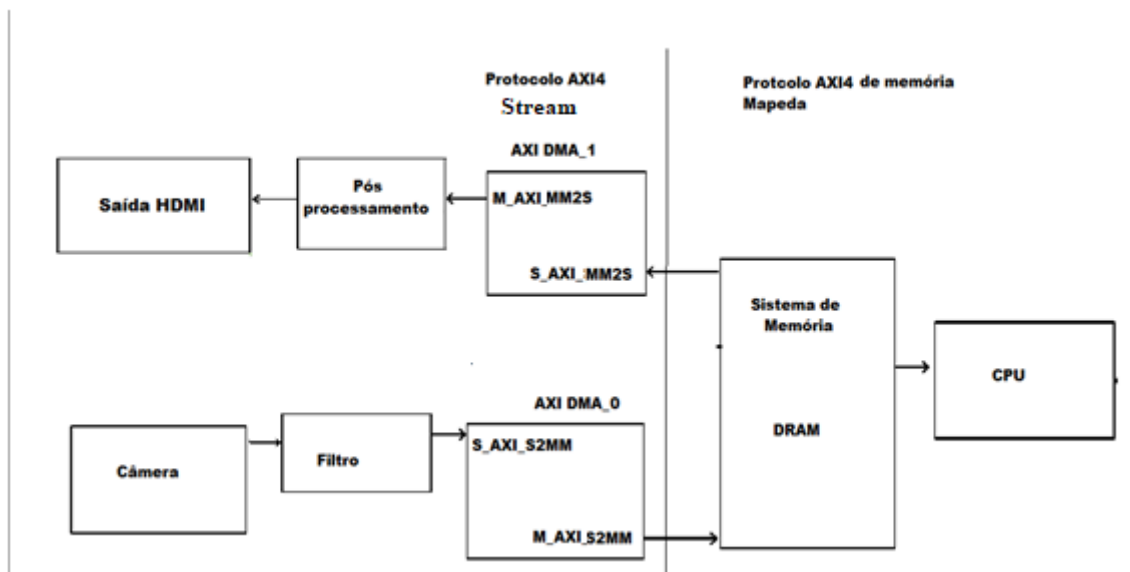 Protocolo AXI4
Stream
Protcolo AXI4 de memória
Mapeda
AXI DMA_1
Saída HDMI
Pós
processamento
M_AXI_MM2S
S_AXI_MM2S
Sistema de
Memória
DRAM
CPU
AXI DMA_0
Câmera
Filtro
S_AXI_S2MM
M_AXI_S2MM